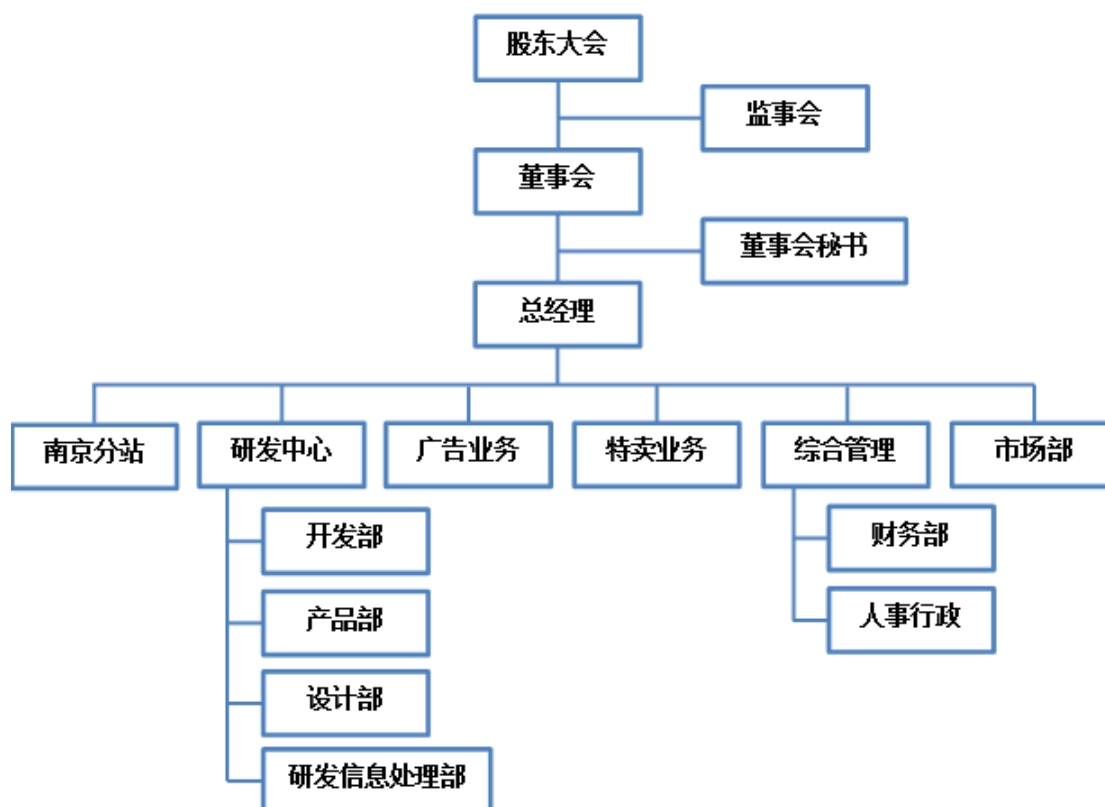 股东大会
监事会
董事会
董事会秘书
总经理
南京分站
研发中心
广告业务
特卖业务
综合管理
市场部
开发部
财务部
产品部
人事行政
设计部
研发信息处理部